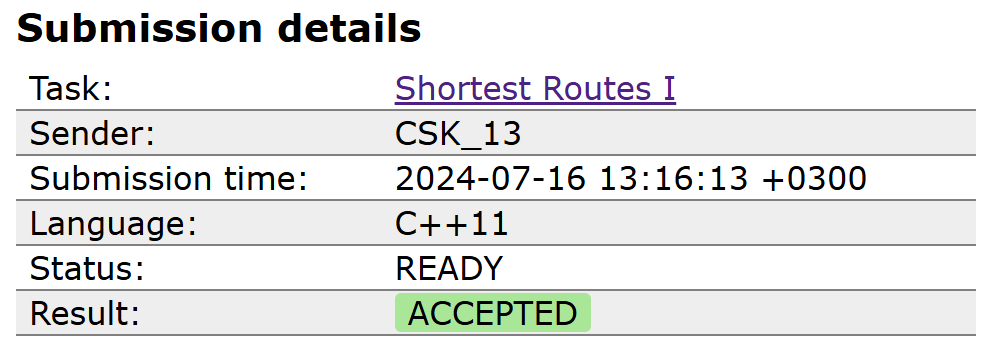 Submission details
Task: Shortest Routes I
Sender: CSK_13
Submission time: 2024-07-16 13:16:13 +0300
Language: C++11
Status: READY
Result: ACCEPTED